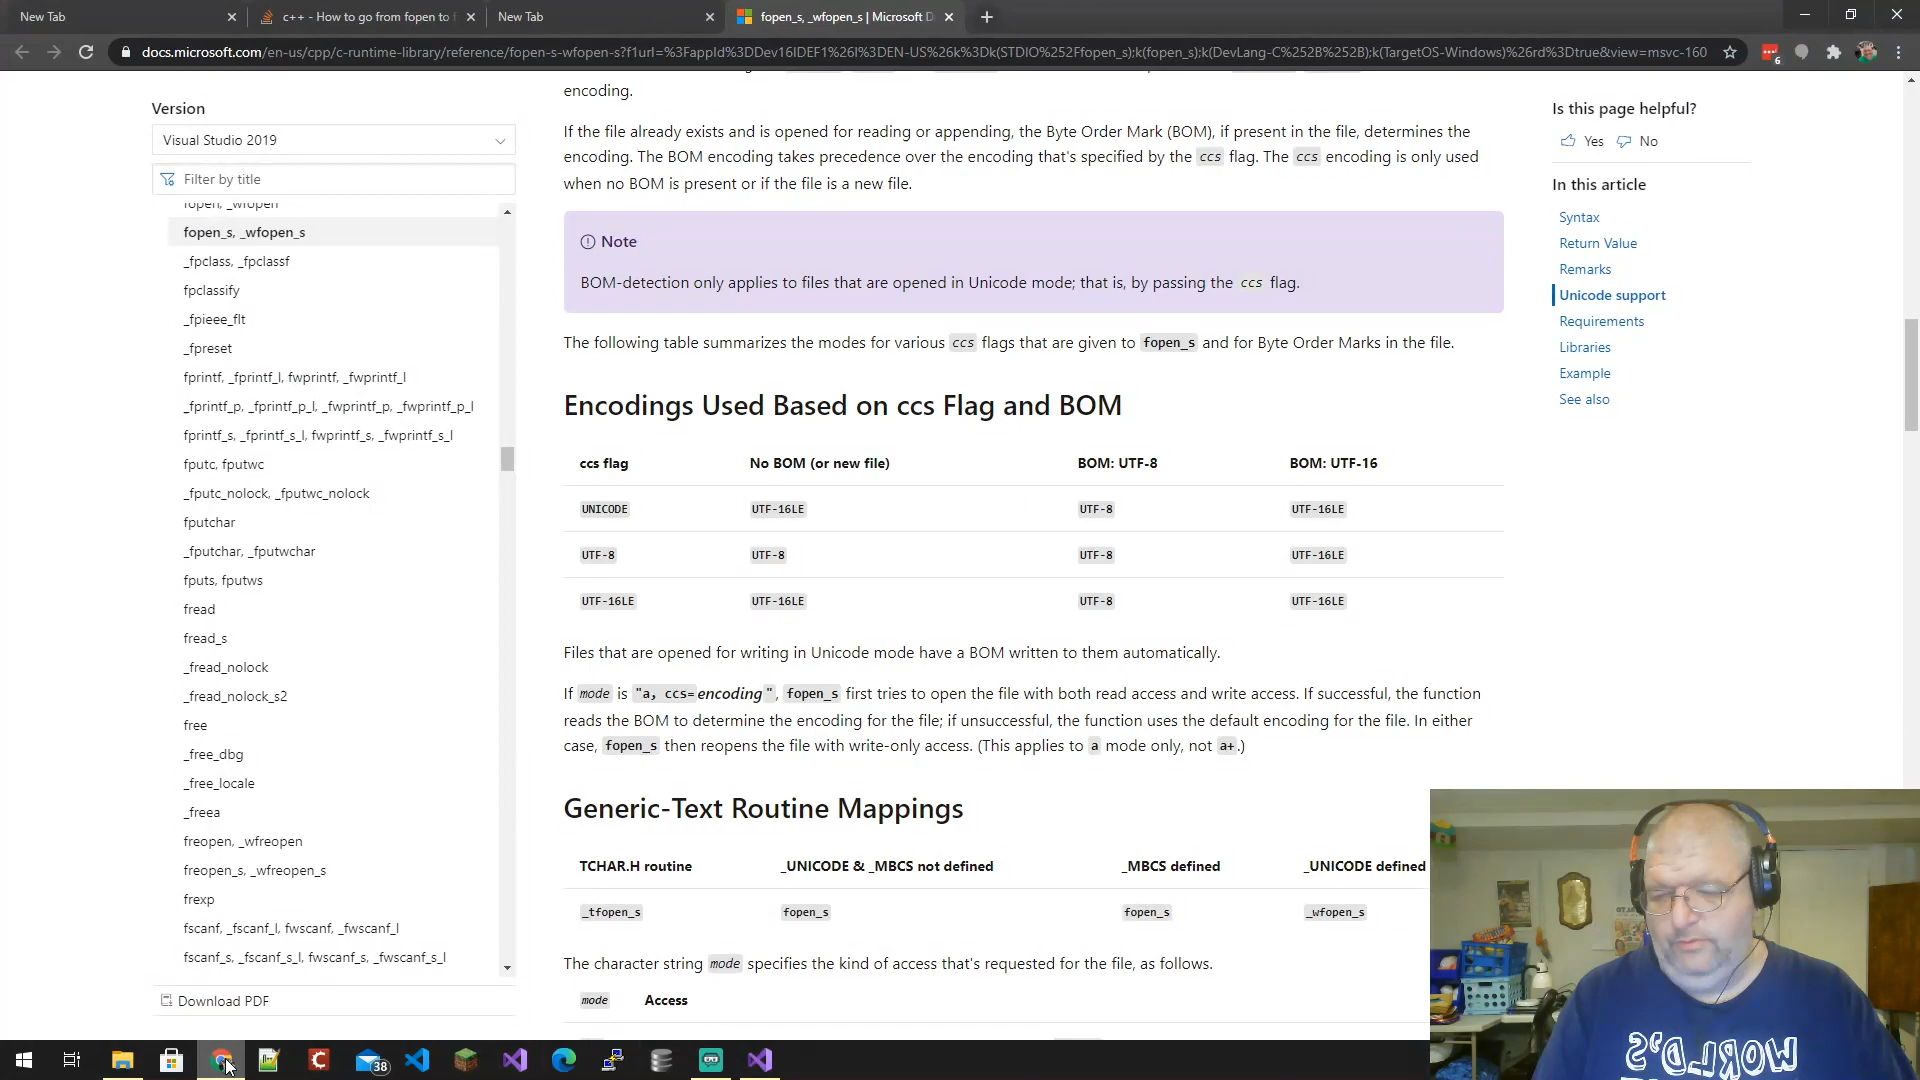 New Tab
c++ - How to go from fopen to f
New Tab
fopen_s, _wfopen_s | Microsoft D
docs.microsoft.com/en-us/cpp/c-runtime-library/reference/fopen-s-wfopen-s?f1url=%3FappId%3DDev16IDEF1%26l%3DEN-US%26k%3Dk(STDIO%252Ffopen_s);k(fopen_s);k(DevLang-C%252B%252B);k(TargetOS-Windows)%26rd%3Dtrue&view=msvc-160
6
Version
Visual Studio 2019
Filter by title
fopen, _wfopen
fopen_s, _wfopen_s
_fpclass, _fpclassf
fpclassify
_fpieee_flt
_fpreset
fprintf, _fprintf_l, fwprintf, _fwprintf_l
_fprintf_p, _fprintf_p_l, _fwprintf_p, _fwprintf_p_l
fprintf_s, _fprintf_s_l, fwprintf_s, _fwprintf_s_l
fputc, fputwc
_fputc_nolock, _fputwc_nolock
fputchar
_fputchar, _fputwchar
fputs, fputws
fread
fread_s
_fread_nolock
_fread_nolock_s2
free
_free_dbg
_free_locale
_freea
freopen, _wfreopen
freopen_s, _wfreopen_s
frexp
fscanf, _fscanf_l, fwscanf, _fwscanf_l
fscanf_s, _fscanf_s_l, fwscanf_s, _fwscanf_s_l
Download PDF
encoding.
If the file already exists and is opened for reading or appending, the Byte Order Mark (BOM), if present in the file, determines the
encoding. The BOM encoding takes precedence over the encoding that's specified by the ccs flag. The ccs encoding is only used
when no BOM is present or if the file is a new file.
Note
BOM-detection only applies to files that are opened in Unicode mode; that is, by passing the ccs flag.
The following table summarizes the modes for various ccs flags that are given to fopen_s and for Byte Order Marks in the file.
Encodings Used Based on ccs Flag and BOM
ccs flag No BOM (or new file) BOM: UTF-8 BOM: UTF-16
UNICODE UTF-16LE UTF-8 UTF-16LE
UTF-8 UTF-8 UTF-8 UTF-16LE
UTF-16LE UTF-16LE UTF-8 UTF-16LE
Files that are opened for writing in Unicode mode have a BOM written to them automatically.
If mode is "a, ccs=encoding", fopen_s first tries to open the file with both read access and write access. If successful, the function
reads the BOM to determine the encoding for the file; if unsuccessful, the function uses the default encoding for the file. In either
case, fopen_s then reopens the file with write-only access. (This applies to a mode only, not a+.)
Generic-Text Routine Mappings
TCHAR.H routine _UNICODE & _MBCS not defined _MBCS defined _UNICODE defined
_tfopen_s fopen_s fopen_s _wfopen_s
The character string mode specifies the kind of access that's requested for the file, as follows.
mode Access
Is this page helpful?
Yes No
In this article
Syntax
Return Value
Remarks
Unicode support
Requirements
Libraries
Example
See also
WORLD'S
38